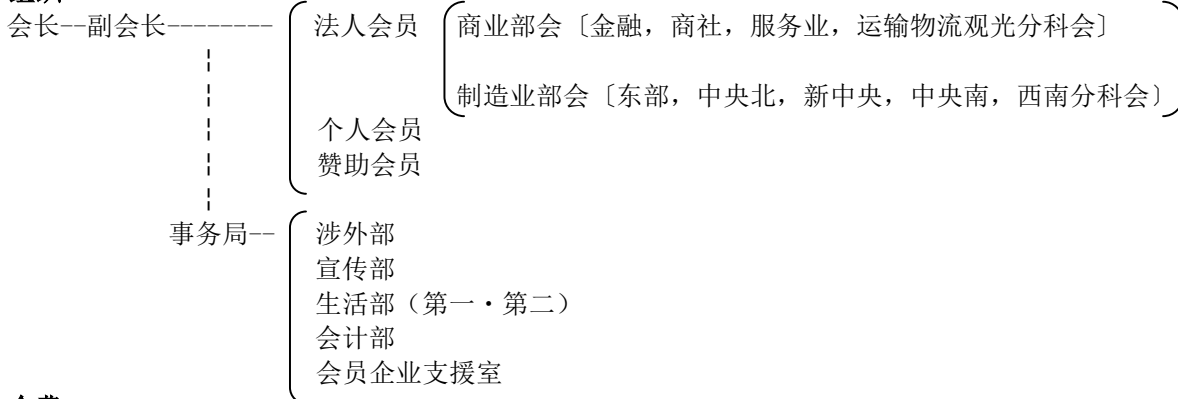 会长--副会长-------- 法人会员 商业部会〔金融，商社，服务业，运输物流观光分科会〕
制造业部会〔东部，中央北，新中央，中央南，西南分科会〕
个人会员
赞助会员
事务局-- 涉外部
宣传部
生活部（第一・第二）
会计部
会员企业支援室